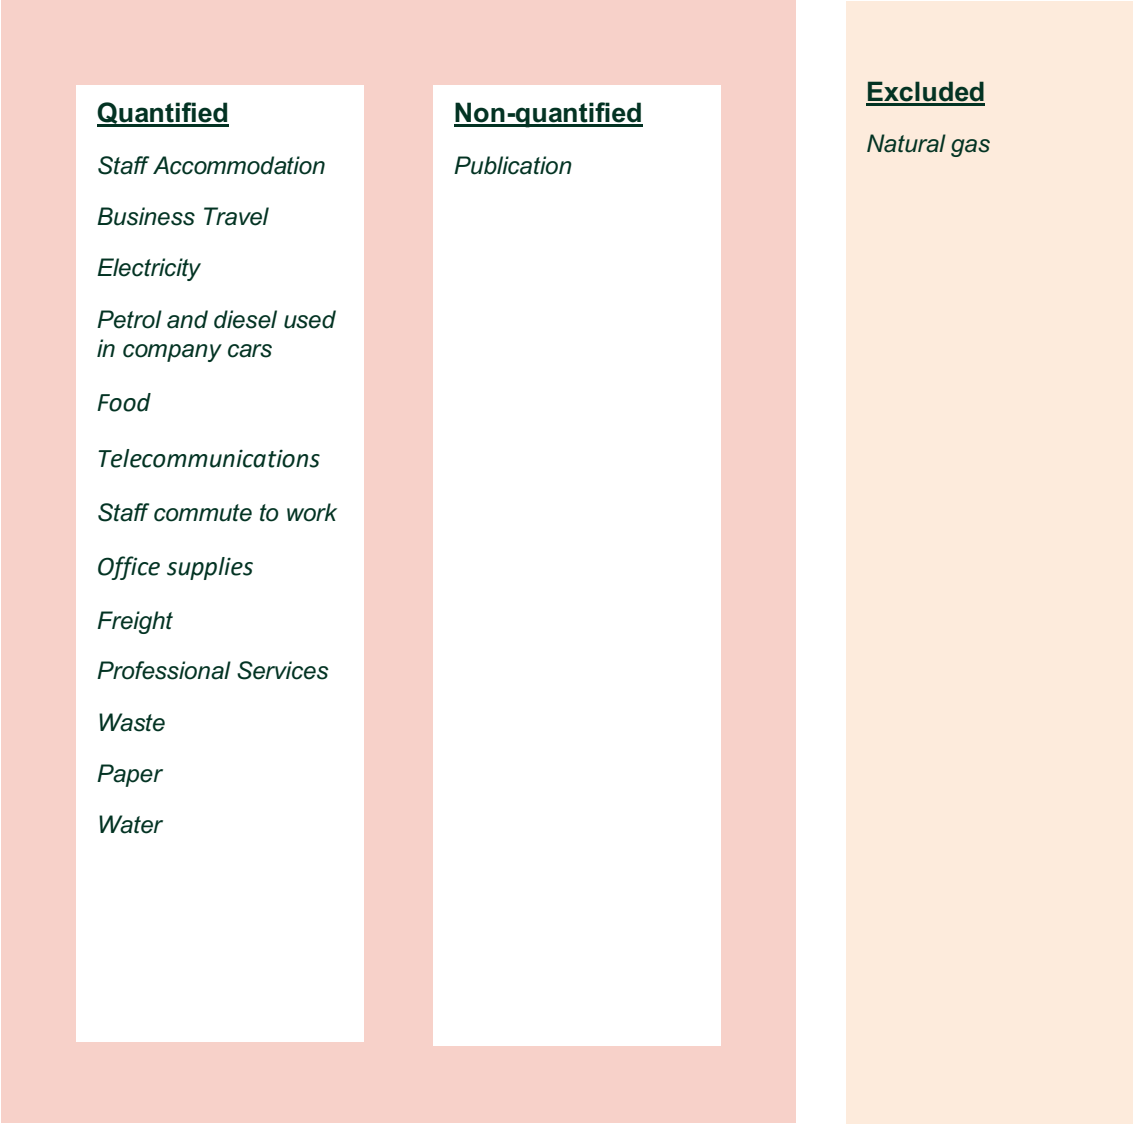 Quantified
Staff Accommodation
Business Travel
Electricity
Petrol and diesel used
in company cars
Food
Telecommunications
Staff commute to work
Office supplies
Freight
Professional Services
Waste
Paper
Water
Non-quantified
Publication
Excluded
Natural gas